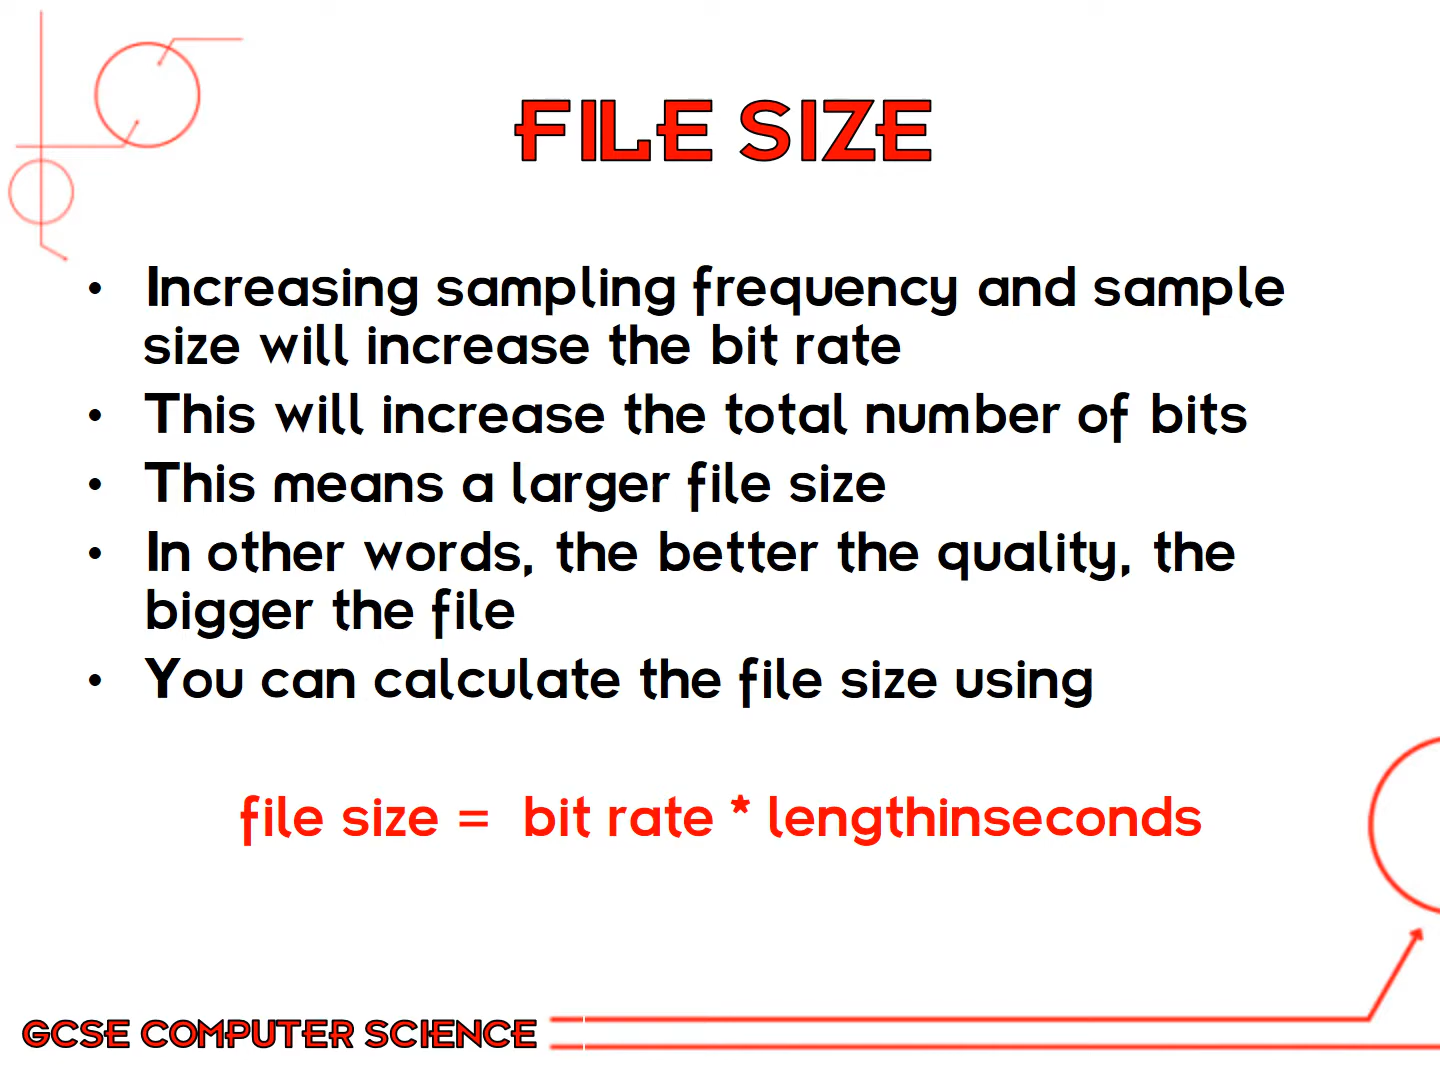 FILE SIZE
• Increasing sampling frequency and sample
size will increase the bit rate
• This will increase the total number of bits
• This means a larger file size
• In other words, the better the quality, the
bigger the file
• You can calculate the file size using
file size = bit rate * lengthinseconds
GCSE COMPUTER SCIENCE